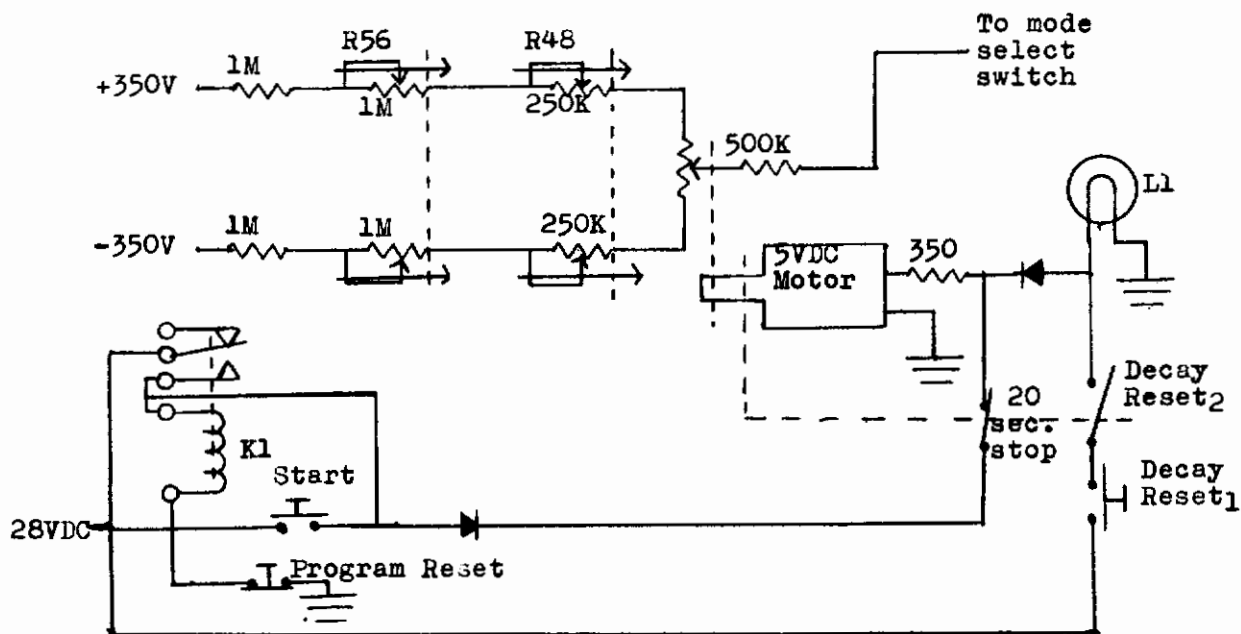 To mode
select
switch
R56
R48
1M
+350V
1M
250K
500K
L1
1M
1M
250K
-350V
5VDC
Motor
350
Decay
Reset2
20
sec.
stop
K1
Start
Decay
Reset1
28VDC
Program Reset